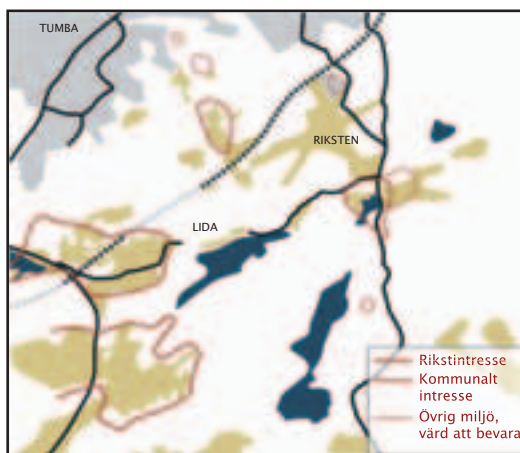 TUMBA
RIKSTEN
LIDA
Rikstintresse
Kommunalt
intresse
Övrig miljö,
värd att bevara